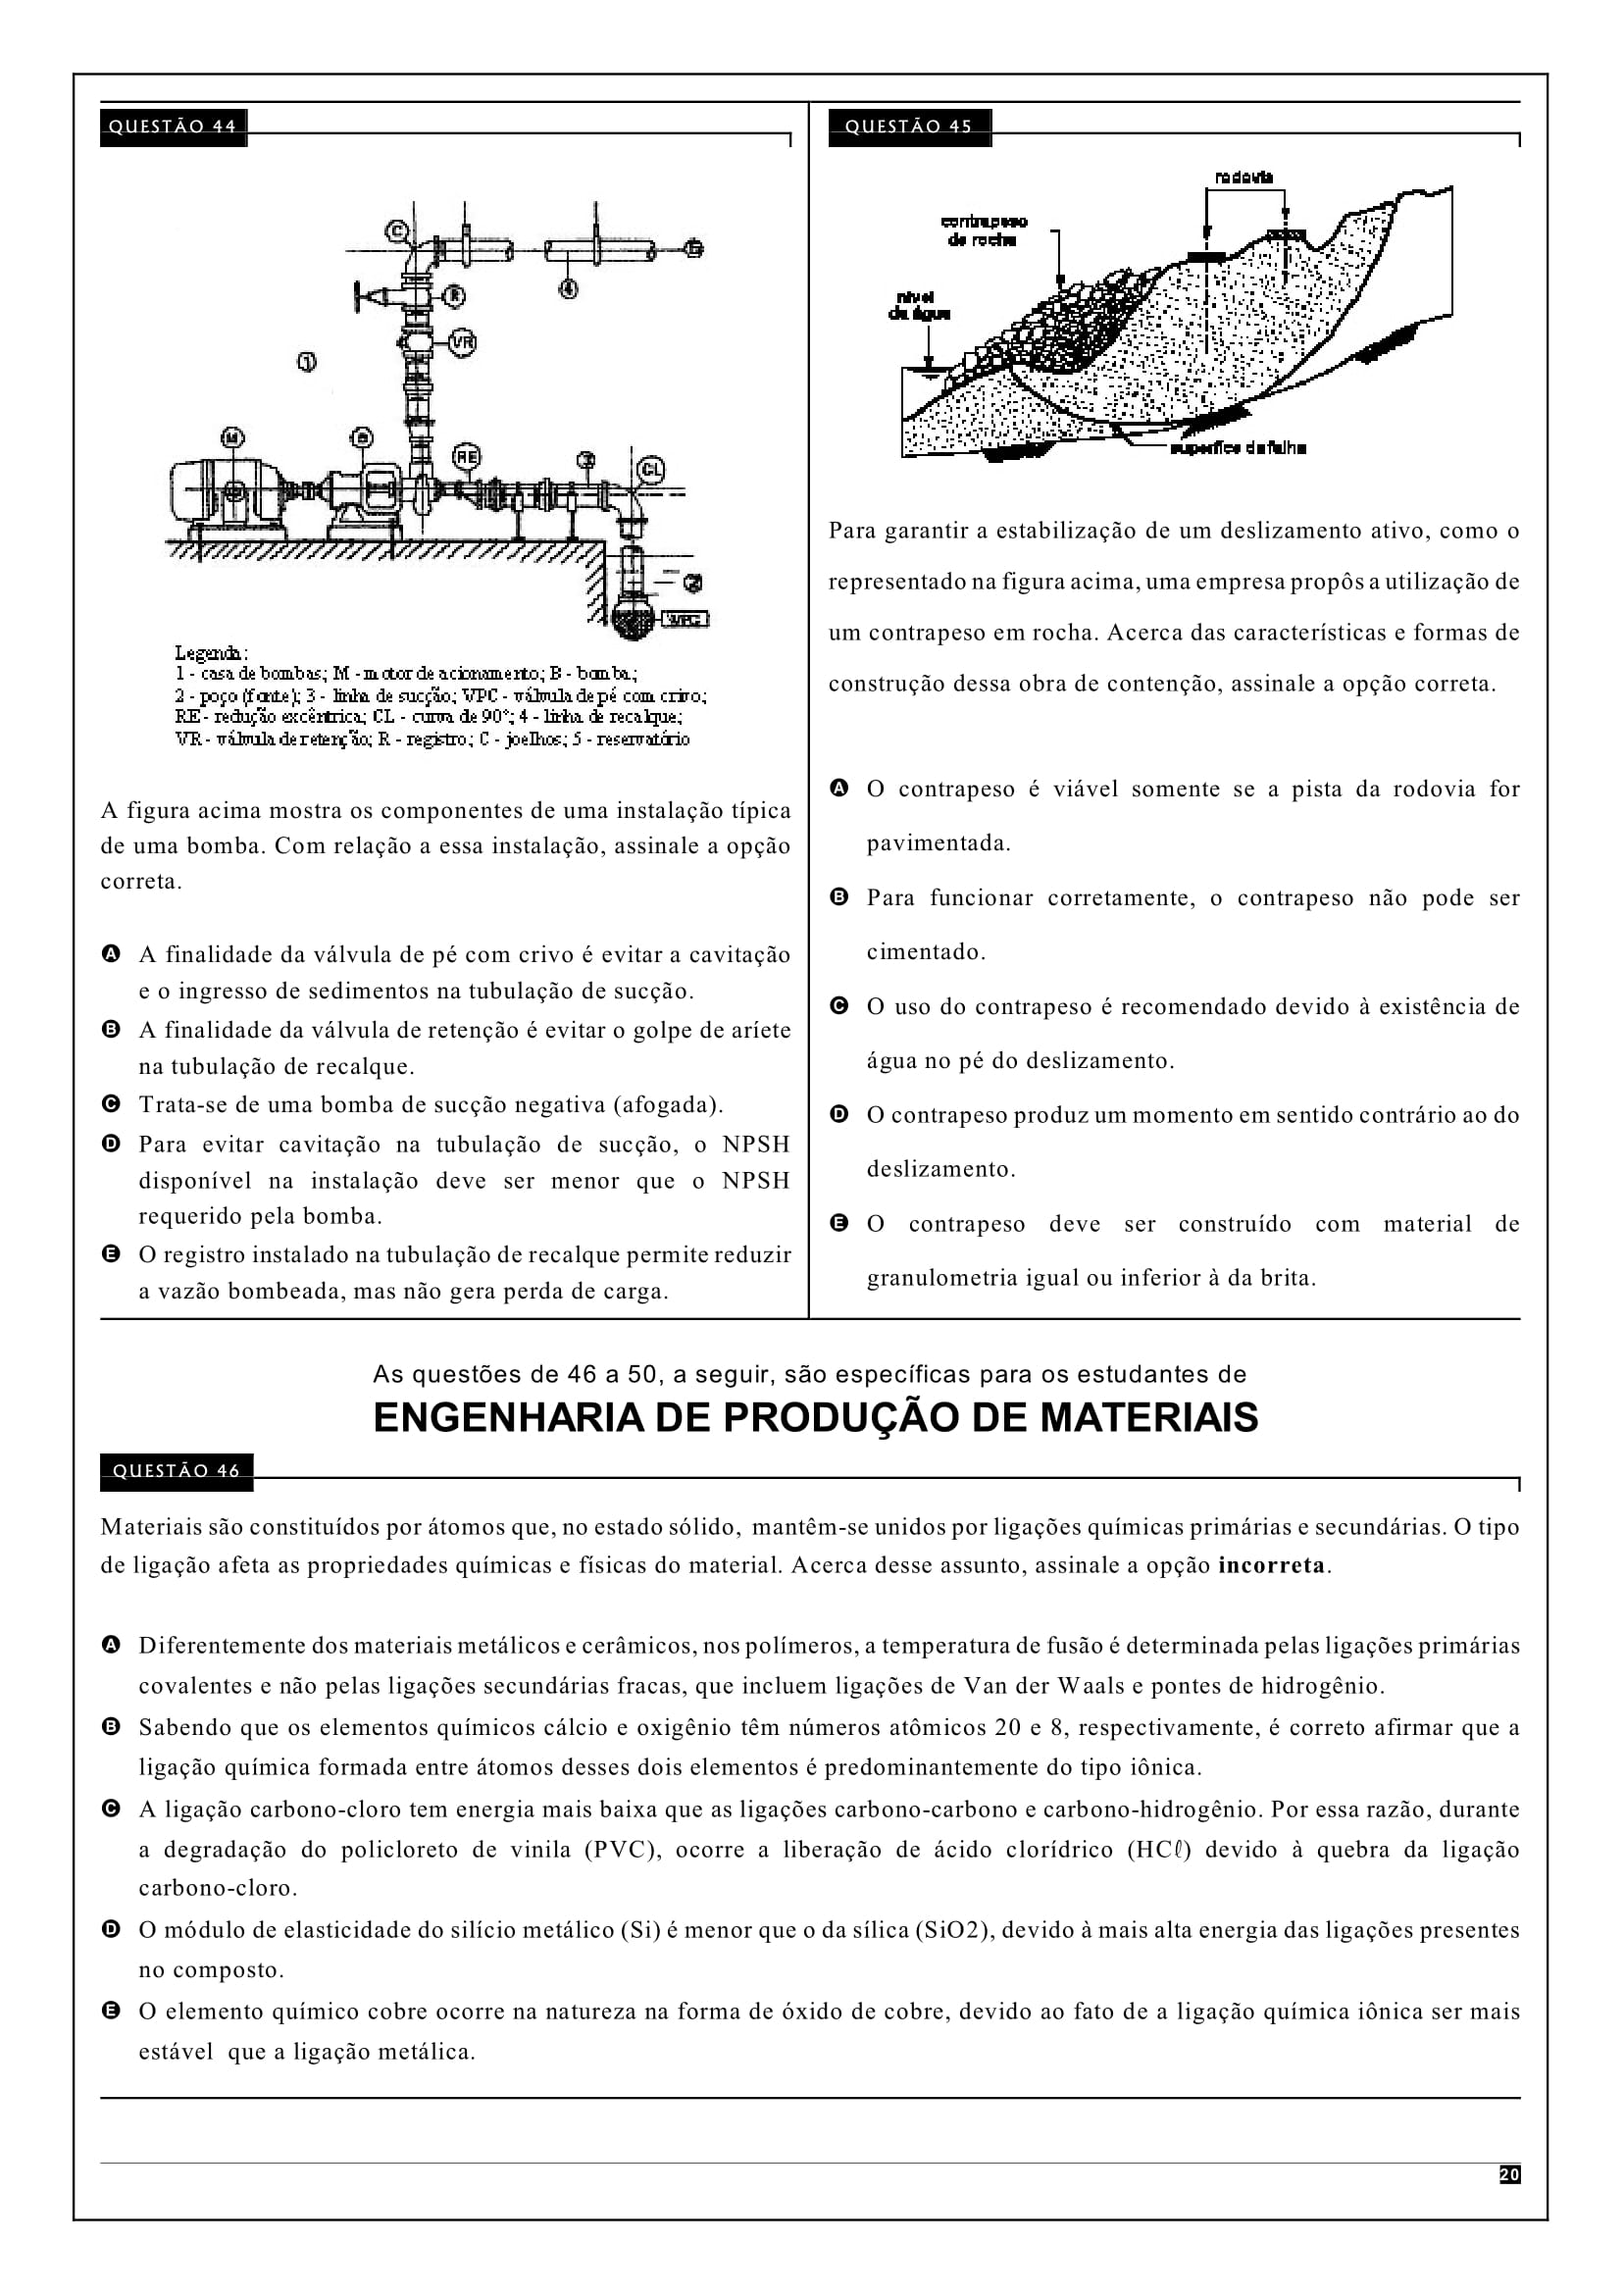 QUESTÃO 44
C
5
4
R
VR
1
M
B
RE
3
CL
2
VPC
Legenda:
1 - casa de bombas; M - motor de acionamento; B - bomba;
2 - poço (fonte); 3 - linha de sucção; VPC - válvula de pé com crivo;
RE - redução excêntrica; CL - curva de 90°; 4 - linha de recalque;
VR - válvula de retenção; R - registro; C - joelhos; 5 - reservatório
A figura acima mostra os componentes de uma instalação típica
de uma bomba. Com relação a essa instalação, assinale a opção
correta.
A A finalidade da válvula de pé com crivo é evitar a cavitação
e o ingresso de sedimentos na tubulação de sucção.
B A finalidade da válvula de retenção é evitar o golpe de aríete
na tubulação de recalque.
C Trata-se de uma bomba de sucção negativa (afogada).
D Para evitar cavitação na tubulação de sucção, o NPSH
disponível na instalação deve ser menor que o NPSH
requerido pela bomba.
E O registro instalado na tubulação de recalque permite reduzir
a vazão bombeada, mas não gera perda de carga.
QUESTÃO 45
rodovia
contrapeso
de rocha
nível
de água
superfíce de falha
Para garantir a estabilização de um deslizamento ativo, como o
representado na figura acima, uma empresa propôs a utilização de
um contrapeso em rocha. Acerca das características e formas de
construção dessa obra de contenção, assinale a opção correta.
A O contrapeso é viável somente se a pista da rodovia for
pavimentada.
B Para funcionar corretamente, o contrapeso não pode ser
cimentado.
C O uso do contrapeso é recomendado devido à existência de
água no pé do deslizamento.
D O contrapeso produz um momento em sentido contrário ao do
deslizamento.
E O contrapeso deve ser construído com material de
granulometria igual ou inferior à da brita.
As questões de 46 a 50, a seguir, são específicas para os estudantes de
ENGENHARIA DE PRODUÇÃO DE MATERIAIS
QUESTÃO 46
Materiais são constituídos por átomos que, no estado sólido, mantêm-se unidos por ligações químicas primárias e secundárias. O tipo
de ligação afeta as propriedades químicas e físicas do material. Acerca desse assunto, assinale a opção incorreta.
A Diferentemente dos materiais metálicos e cerâmicos, nos polímeros, a temperatura de fusão é determinada pelas ligações primárias
covalentes e não pelas ligações secundárias fracas, que incluem ligações de Van der Waals e pontes de hidrogênio.
B Sabendo que os elementos químicos cálcio e oxigênio têm números atômicos 20 e 8, respectivamente, é correto afirmar que a
ligação química formada entre átomos desses dois elementos é predominantemente do tipo iônica.
C A ligação carbono-cloro tem energia mais baixa que as ligações carbono-carbono e carbono-hidrogênio. Por essa razão, durante
a degradação do policloreto de vinila (PVC), ocorre a liberação de ácido clorídrico (HCℓ) devido à quebra da ligação
carbono-cloro.
D O módulo de elasticidade do silício metálico (Si) é menor que o da sílica (SiO2), devido à mais alta energia das ligações presentes
no composto.
E O elemento químico cobre ocorre na natureza na forma de óxido de cobre, devido ao fato de a ligação química iônica ser mais
estável que a ligação metálica.
20